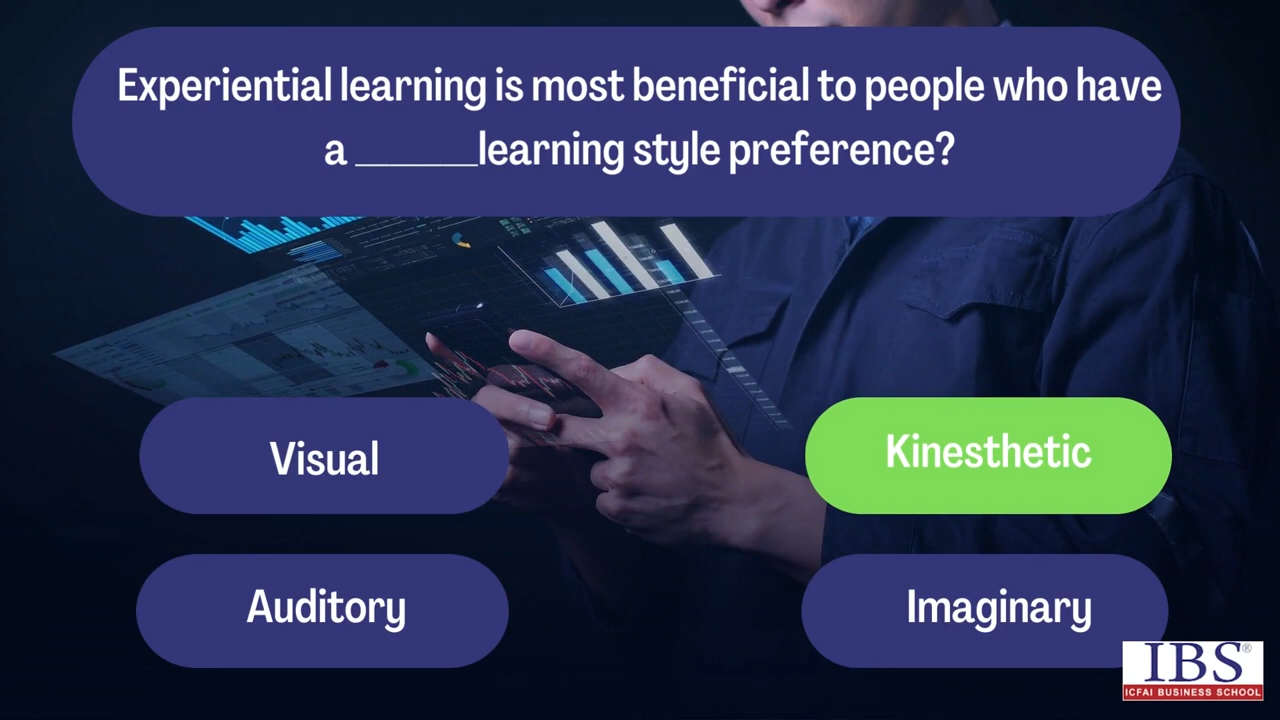 Experiential learning is most beneficial to people who have
a ______learning style preference?
Visual
Kinesthetic
Auditory
Imaginary
IBS®
ICFAI BUSINESS SCHOOL